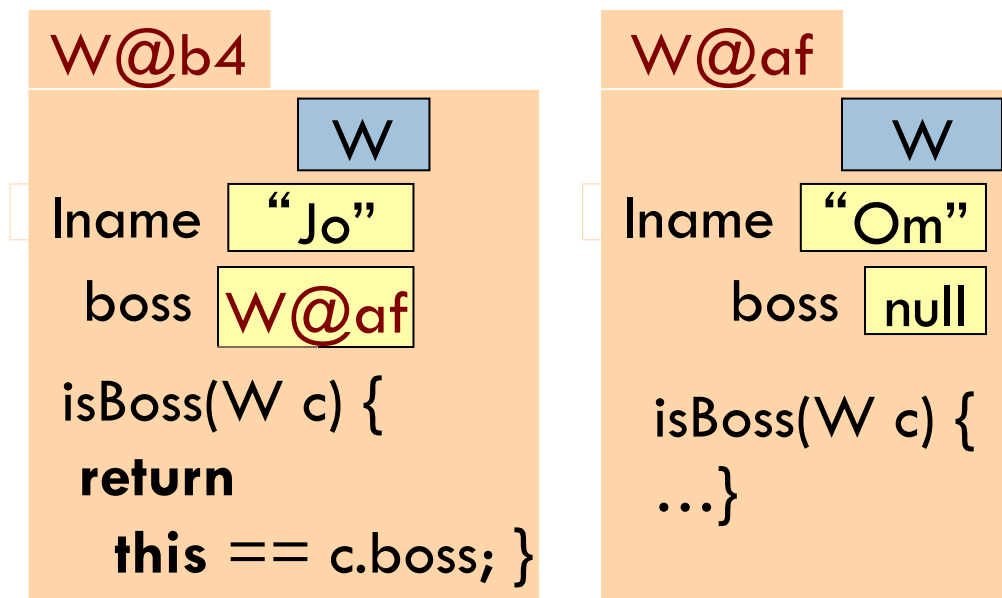 W@b4
W
lname “Jo”
boss W@af
isBoss(W c) {
return
this == c.boss; }
W@af
W
lname “Om”
boss null
isBoss(W c) {
...}